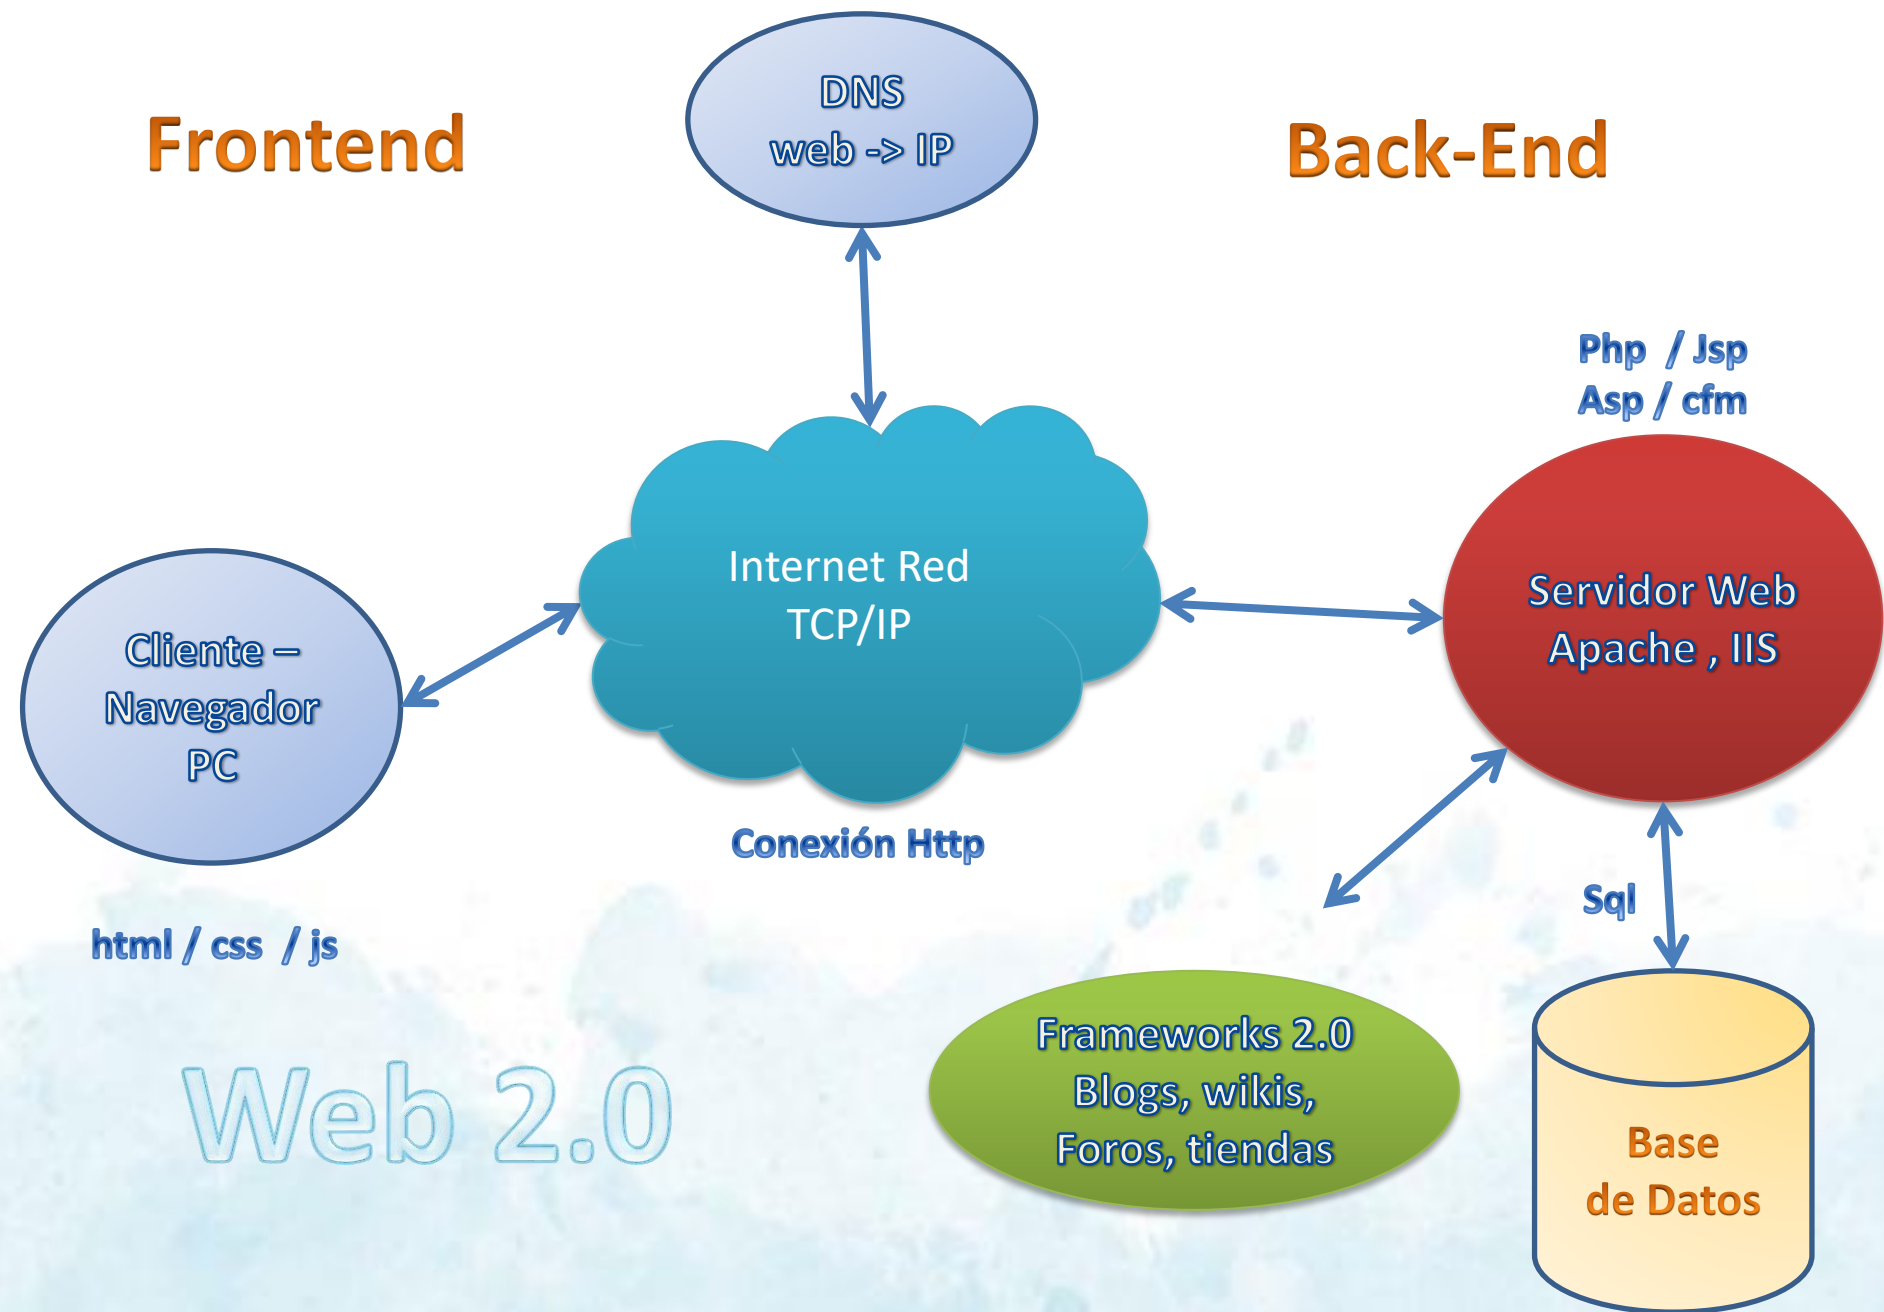 Frontend
DNS
web -> IP
Back-End
Php / Jsp
Asp / cfm
Internet Red
TCP/IP
Servidor Web
Apache , IIS
Cliente –
Navegador
PC
Conexión Http
Sql
html / css / js
Frameworks 2.0
Blogs, wikis,
Foros, tiendas
Web 2.0
Base
de Datos